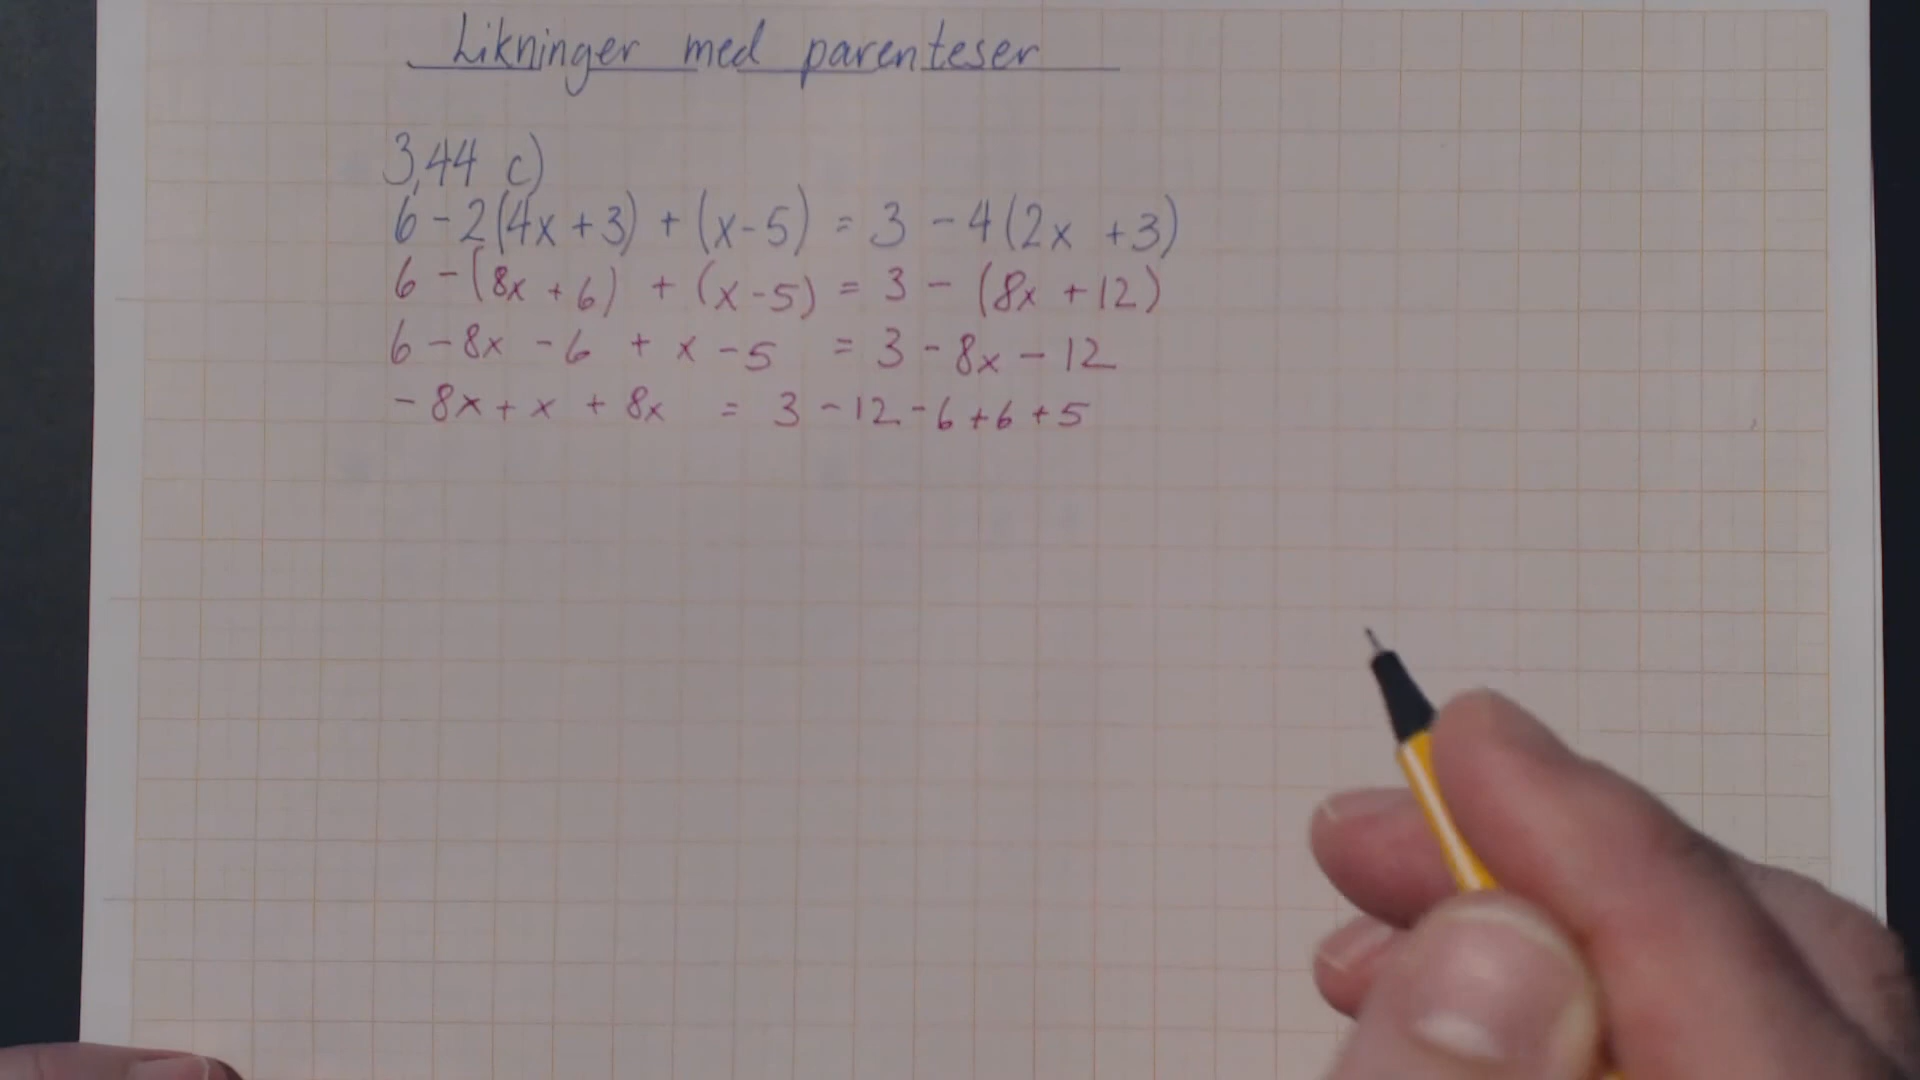 Likninger med parenteser
3,44 c)
6 - 2(4x + 3) + (x - 5) = 3 - 4(2x + 3)
6 - (8x + 6) + (x - 5) = 3 - (8x + 12)
6 - 8x - 6 + x - 5 = 3 - 8x - 12
- 8x + x + 8x = 3 - 12 - 6 + 6 + 5